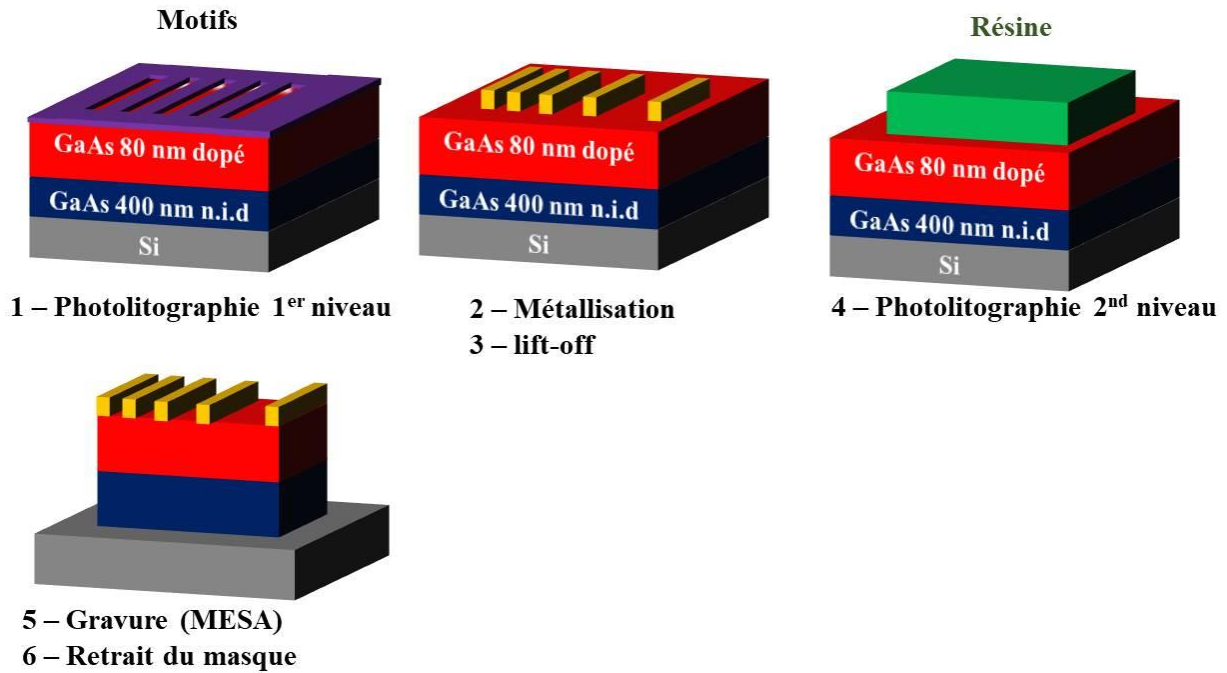 Motifs
GaAs 80 nm dopé
GaAs 400 nm n.i.d
Si
1 – Photolitographie 1er niveau
GaAs 80 nm dopé
GaAs 400 nm n.i.d
Si
2 – Métallisation
3 – lift-off
Résine
GaAs 80 nm dopé
GaAs 400 nm n.i.d
Si
4 – Photolitographie 2nd niveau
5 – Gravure (MESA)
6 – Retrait du masque